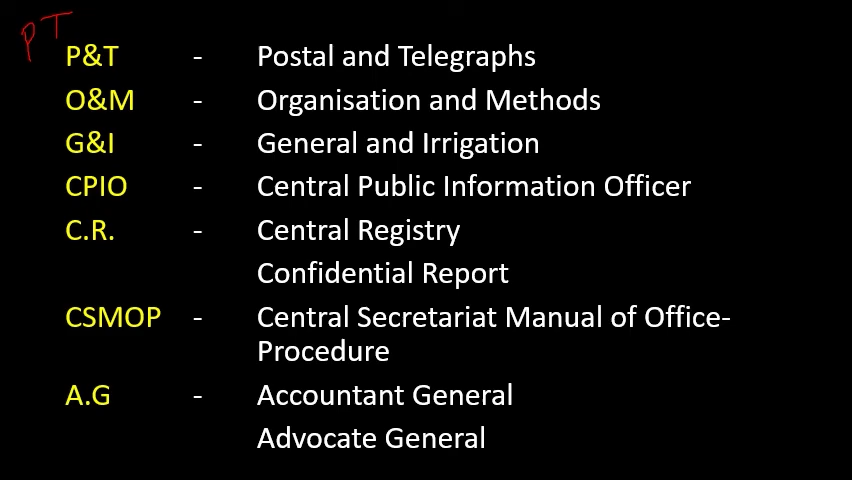 PT
P&T - Postal and Telegraphs
O&M - Organisation and Methods
G&I - General and Irrigation
CPIO - Central Public Information Officer
C.R. - Central Registry
Confidential Report
CSMOP - Central Secretariat Manual of Office-
Procedure
A.G - Accountant General
Advocate General